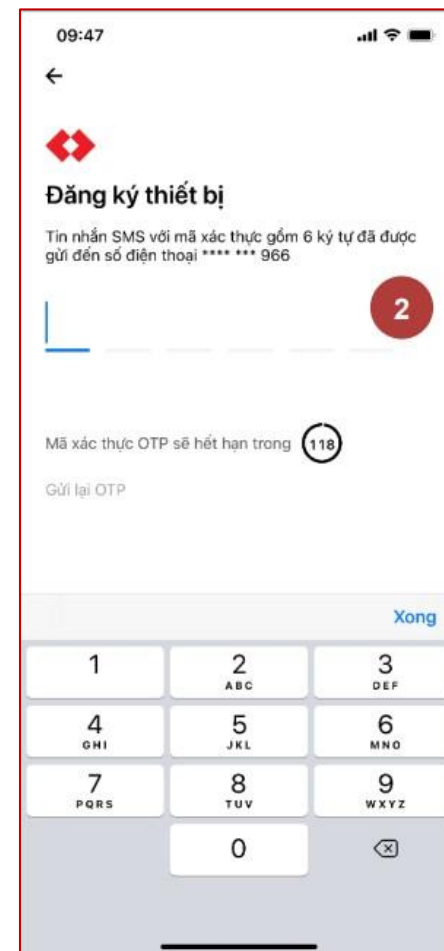 09:47
Đăng ký thiết bị
Tin nhắn SMS với mã xác thực gồm 6 ký tự đã được
gửi đến số điện thoại **** *** 966
2
Mã xác thực OTP sẽ hết hạn trong 118
Gửi lại OTP
Xong
1 2 3
ABC DEF
4 5 6
GHI JKL MNO
7 8 9
PQRS TUV WXYZ
0